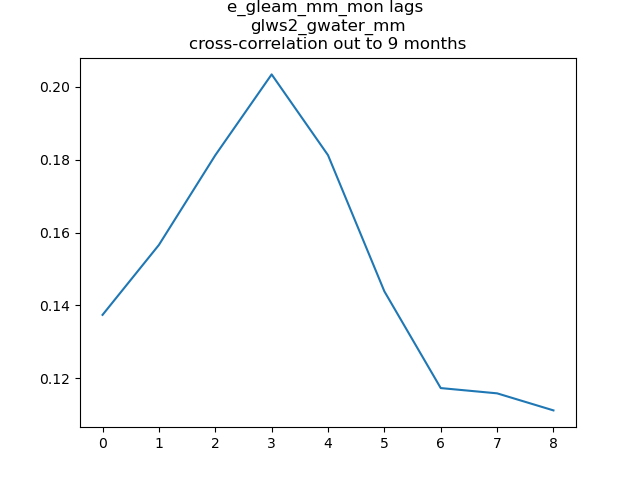 e_gleam_mm_mon lags
glws2_gwater_mm
cross-correlation out to 9 months
0.20
0.18
0.16
0.14
0.12
0 1 2 3 4 5 6 7 8